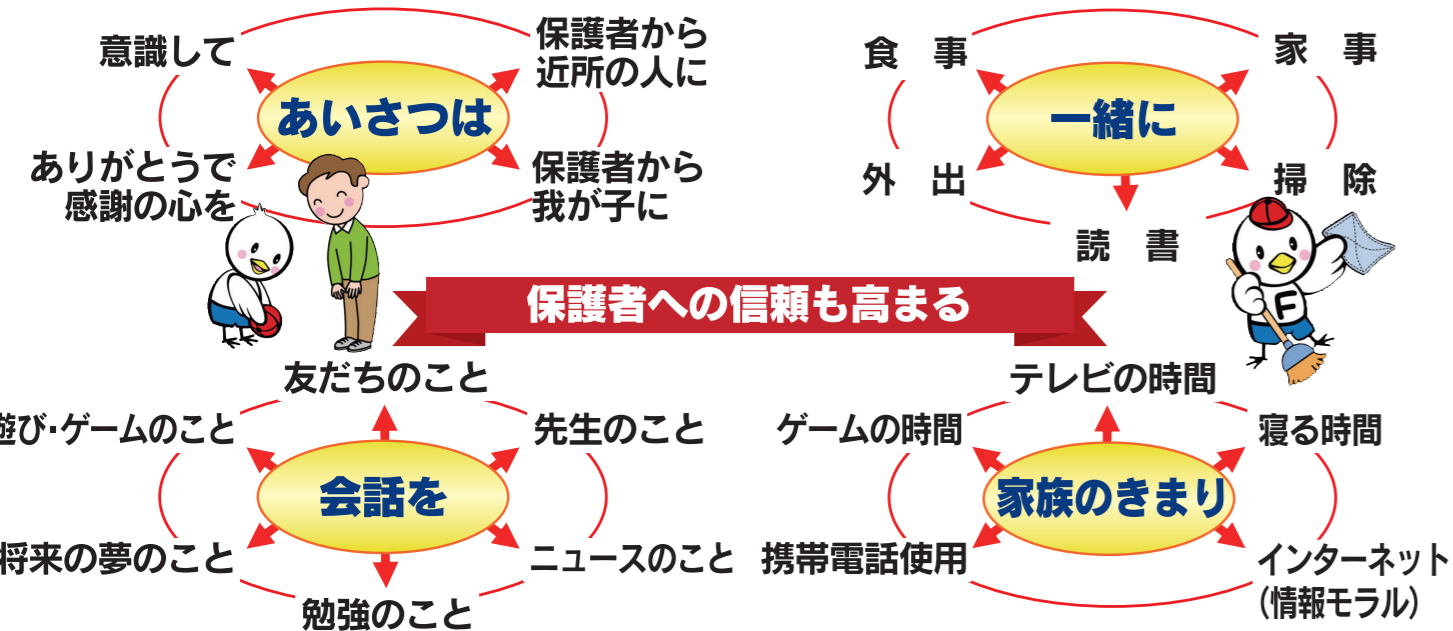 意識して
保護者から
近所の人に
あいさつは
ありがとうで
感謝の心を
保護者から
我が子に
食 事
家 事
一緒に
外 出
掃 除
読 書
F
保護者への信頼も高まる
友だちのこと
遊び・ゲームのこと
先生のこと
会話を
将来の夢のこと
ニュースのこと
勉強のこと
テレビの時間
ゲームの時間
寝る時間
家族のきまり
携帯電話使用
インターネット
(情報モラル)